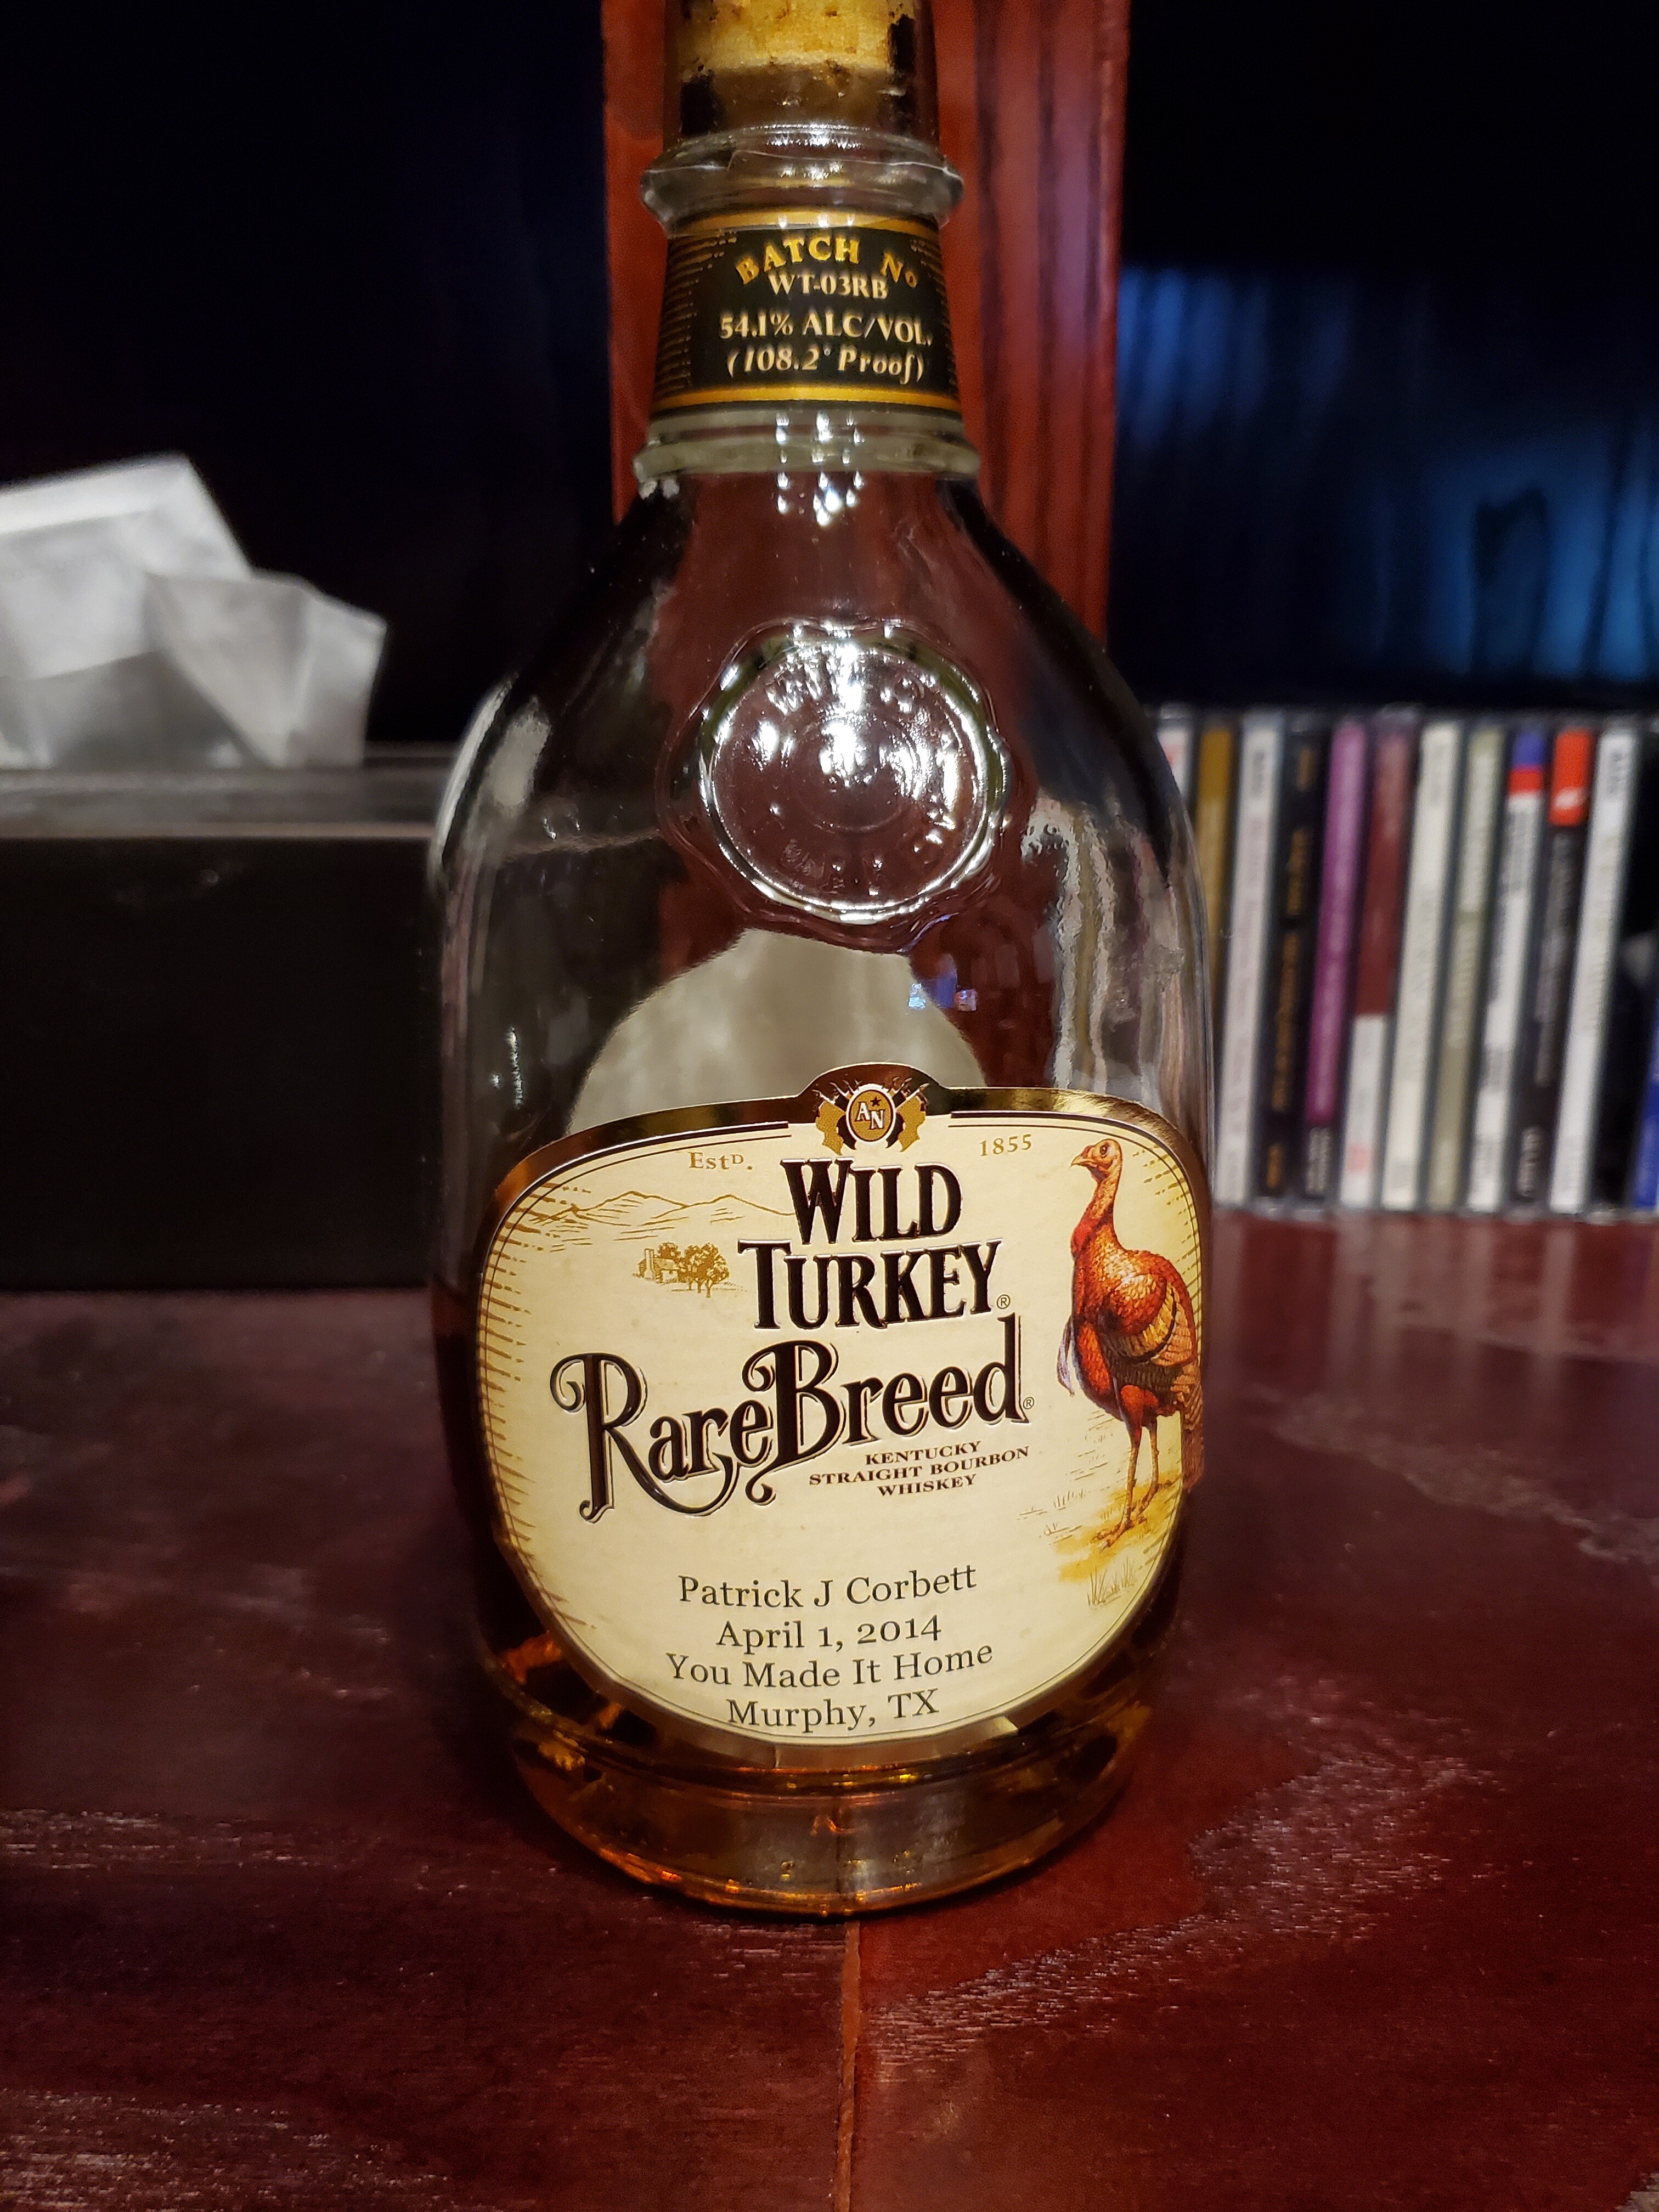 BATCH No
WT-03RB
54.1% ALC/VOL.
(108.2° Proof)
AN
Estᴰ. 1855
WILD
TURKEY®
RareBreed®
KENTUCKY
STRAIGHT BOURBON
WHISKEY
Patrick J Corbett
April 1, 2014
You Made It Home
Murphy, TX